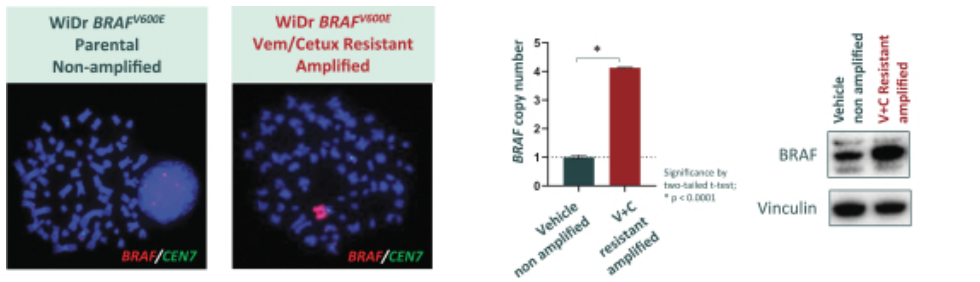 WiDr BRAFV600E
Parental
Non-amplified
BRAF/CEN7
WiDr BRAFV600E
Vem/Cetux Resistant
Amplified
BRAF/CEN7
BRAF copy number
5
4
3
2
1
0
*
Vehicle
non amplified
V+C
resistant
amplified
Significance by
two-tailed t-test;
* p < 0.0001
Vehicle
non amplified
V+C Resistant
amplified
BRAF
Vinculin